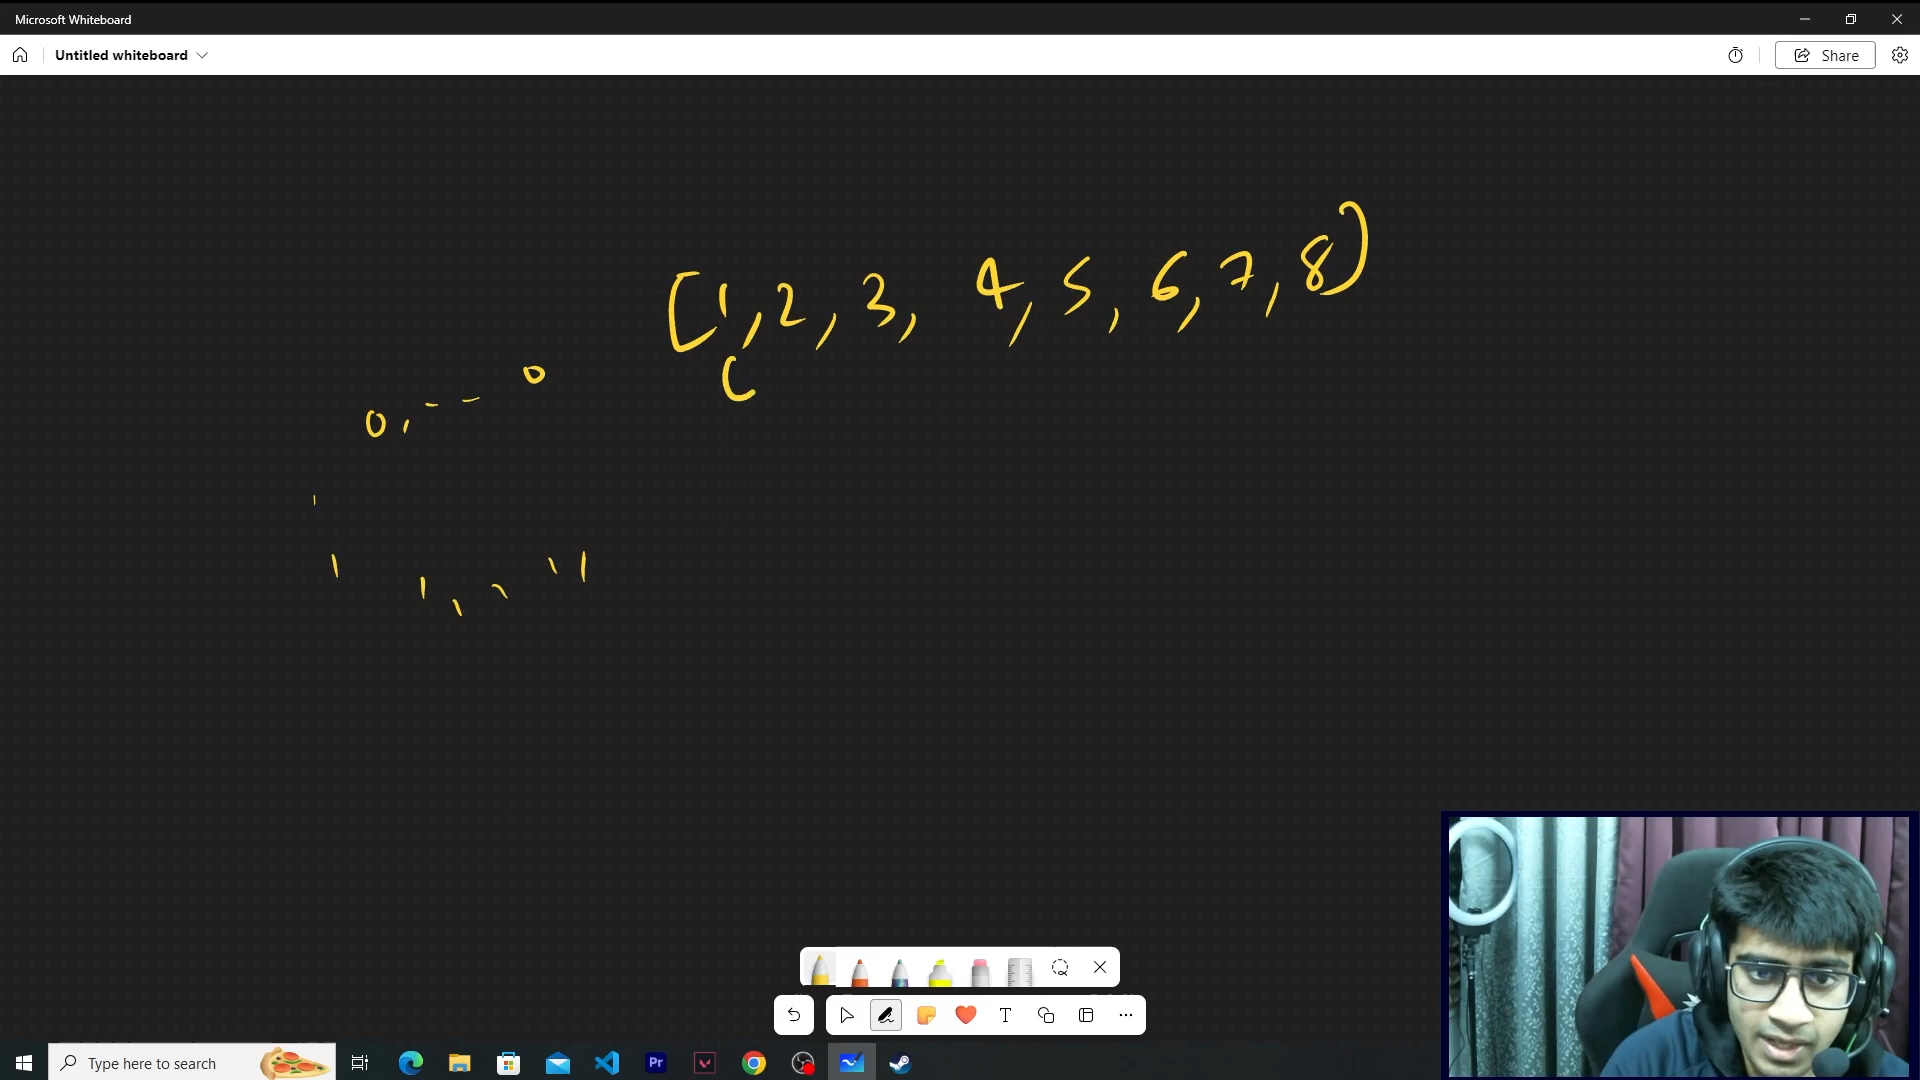 Microsoft Whiteboard
Untitled whiteboard
Share
[1, 2, 3, 4, 5, 6, 7, 8)
(
0, - - 0
T
Type here to search
Pr